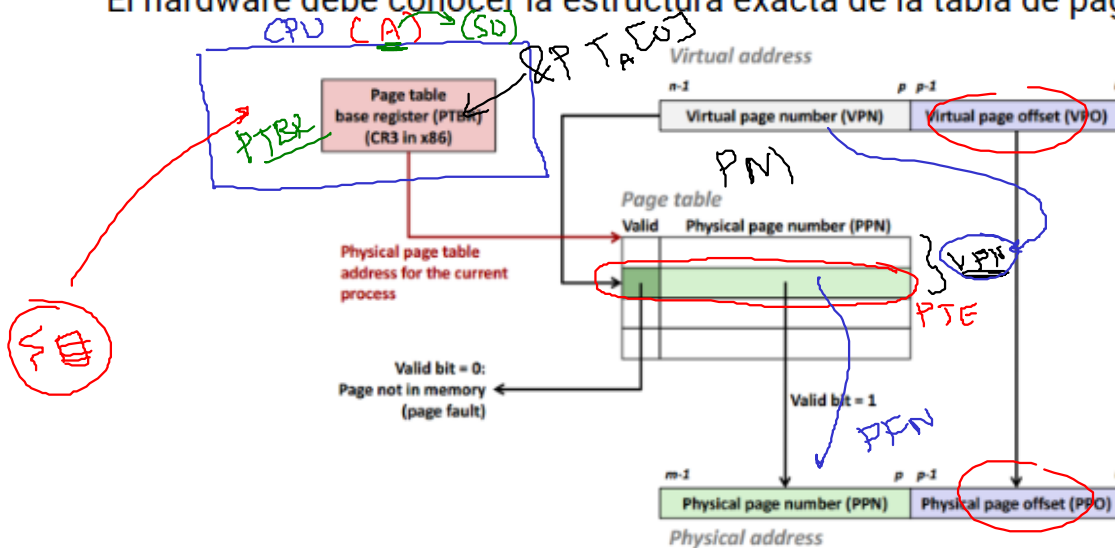 El hardware debe conocer la estructura exacta de la tabla de pág
CPU (A) (SO)
&P T_A[0]
Virtual address
n-1 p p-1
Page table
base register (PTBR)
(CR3 in x86)
PTBR
Virtual page number (VPN) Virtual page offset (VPO)
PM
Page table
Valid Physical page number (PPN)
VPN
Physical page table
address for the current
process
PTE
Valid bit = 0:
Page not in memory
(page fault)
Valid bit = 1
PFN
m-1 p p-1
Physical page number (PPN) Physical page offset (PPO)
Physical address